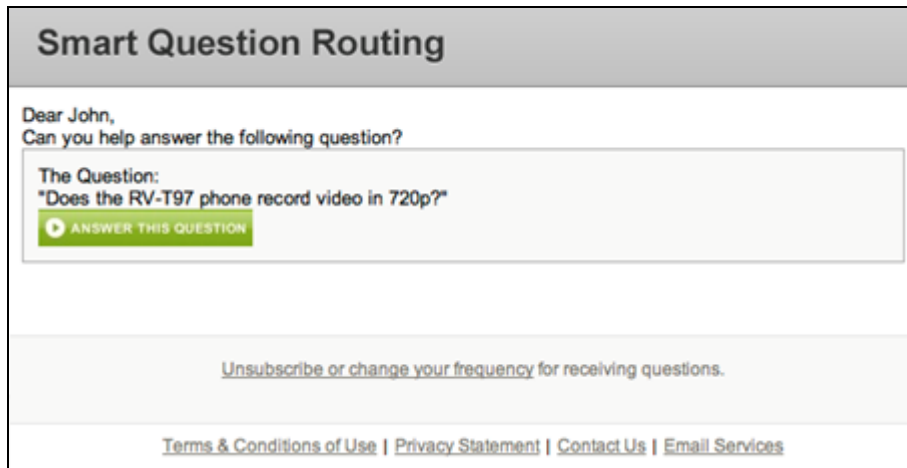 Smart Question Routing
Dear John,
Can you help answer the following question?
The Question:
"Does the RV-T97 phone record video in 720p?"
ANSWER THIS QUESTION
Unsubscribe or change your frequency for receiving questions.
Terms & Conditions of Use | Privacy Statement | Contact Us | Email Services